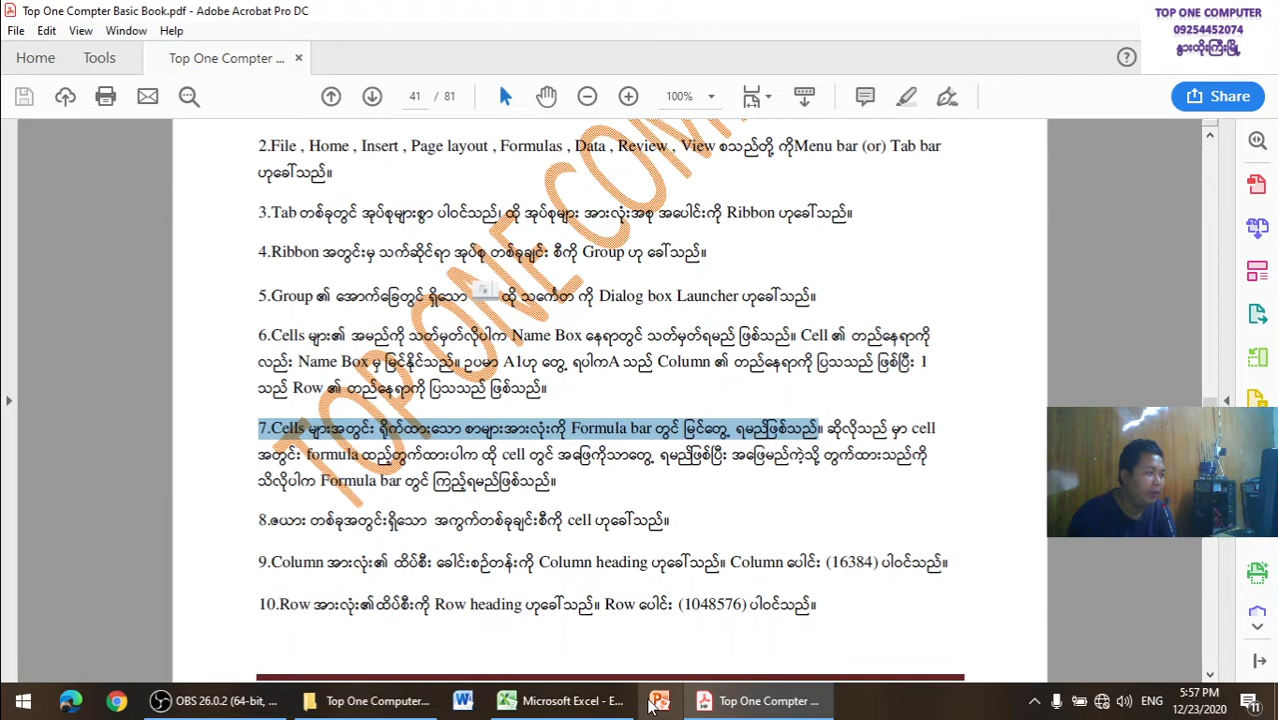 Top One Compter Basic Book.pdf - Adobe Acrobat Pro DC
File Edit View Window Help
Home Tools Top One Compter ...
41 / 81 100% Share
TOP ONE COMPUTER
09254452074
နွားထိုးကြီးမြို့
2.File , Home , Insert , Page layout , Formulas , Data , Review , View စသည်တို့ ကိုMenu bar (or) Tab bar
ဟုခေါ်သည်။
3.Tab တစ်ခုတွင် အုပ်စုများစွာ ပါဝင်သည်၊ ထို အုပ်စုများ အားလုံးအစု အပေါင်းကို Ribbon ဟုခေါ်သည်။
4.Ribbon အတွင်းမှ သက်ဆိုင်ရာ အုပ်စု တစ်ခုချင်း စီကို Group ဟု ခေါ်သည်။
5.Group ၏ အောက်ခြေတွင် ရှိသော ထို သင်္ကေတ ကို Dialog box Launcher ဟုခေါ်သည်။
6.Cells များ၏ အမည်ကို သတ်မှတ်လိုပါက Name Box နေရာတွင် သတ်မှတ်ရမည် ဖြစ်သည်။ Cell ၏ တည်နေရာကို
လည်း Name Box မှ မြင်နိုင်သည်။ ဥပမာ A1ဟု တွေ့ ရပါကA သည် Column ၏ တည်နေရာကို ပြသသည် ဖြစ်ပြီး 1
သည် Row ၏ တည်နေရာကို ပြသသည် ဖြစ်သည်။
7.Cells များအတွင်း ရိုက်ထားသော စာများအားလုံးကို Formula bar တွင် မြင်တွေ့ ရမည်ဖြစ်သည်။ ဆိုလိုသည် မှာ cell
အတွင်း formula ထည့်တွက်ထားပါက ထို cell တွင် အဖြေကိုသာတွေ့ ရမည်ဖြစ်ပြီး အဖြေမည်ကဲ့သို့ တွက်ထားသည်ကို
သိလိုပါက Formula bar တွင် ကြည့်ရမည်ဖြစ်သည်။
8.ဇယား တစ်ခုအတွင်းရှိသော အကွက်တစ်ခုချင်းစီကို cell ဟုခေါ်သည်။
9.Column အားလုံး၏ ထိပ်စီး ခေါင်းစဉ်တန်းကို Column heading ဟုခေါ်သည်။ Column ပေါင်း (16384) ပါဝင်သည်။
10.Row အားလုံး၏ထိပ်စီးကို Row heading ဟုခေါ်သည်။ Row ပေါင်း (1048576) ပါဝင်သည်။
TOP ONE COM
OBS 26.0.2 (64-bit, ... Top One Computer... Microsoft Excel - E... Top One Compter ... ENG 5:57 PM
12/23/2020 11